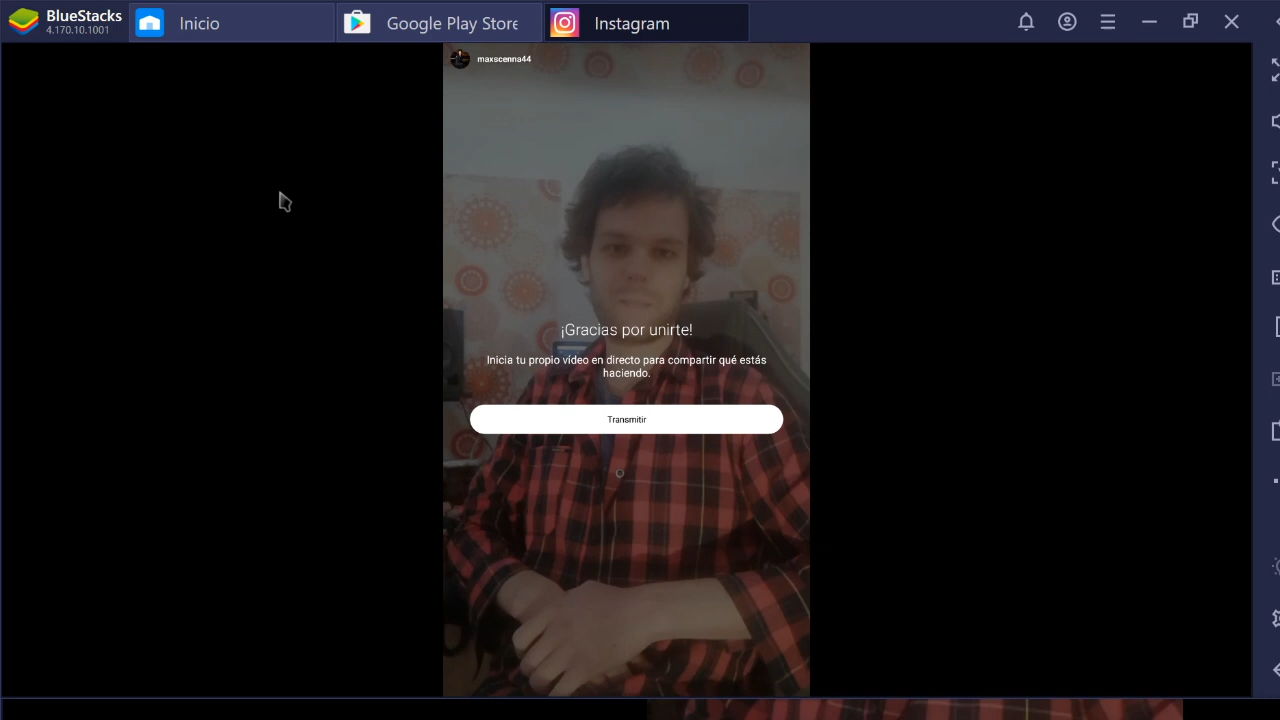 BlueStacks
4.170.10.1001
Inicio
Google Play Store
Instagram
maxscenna44
¡Gracias por unirte!
Inicia tu propio vídeo en directo para compartir qué estás
haciendo.
Transmitir